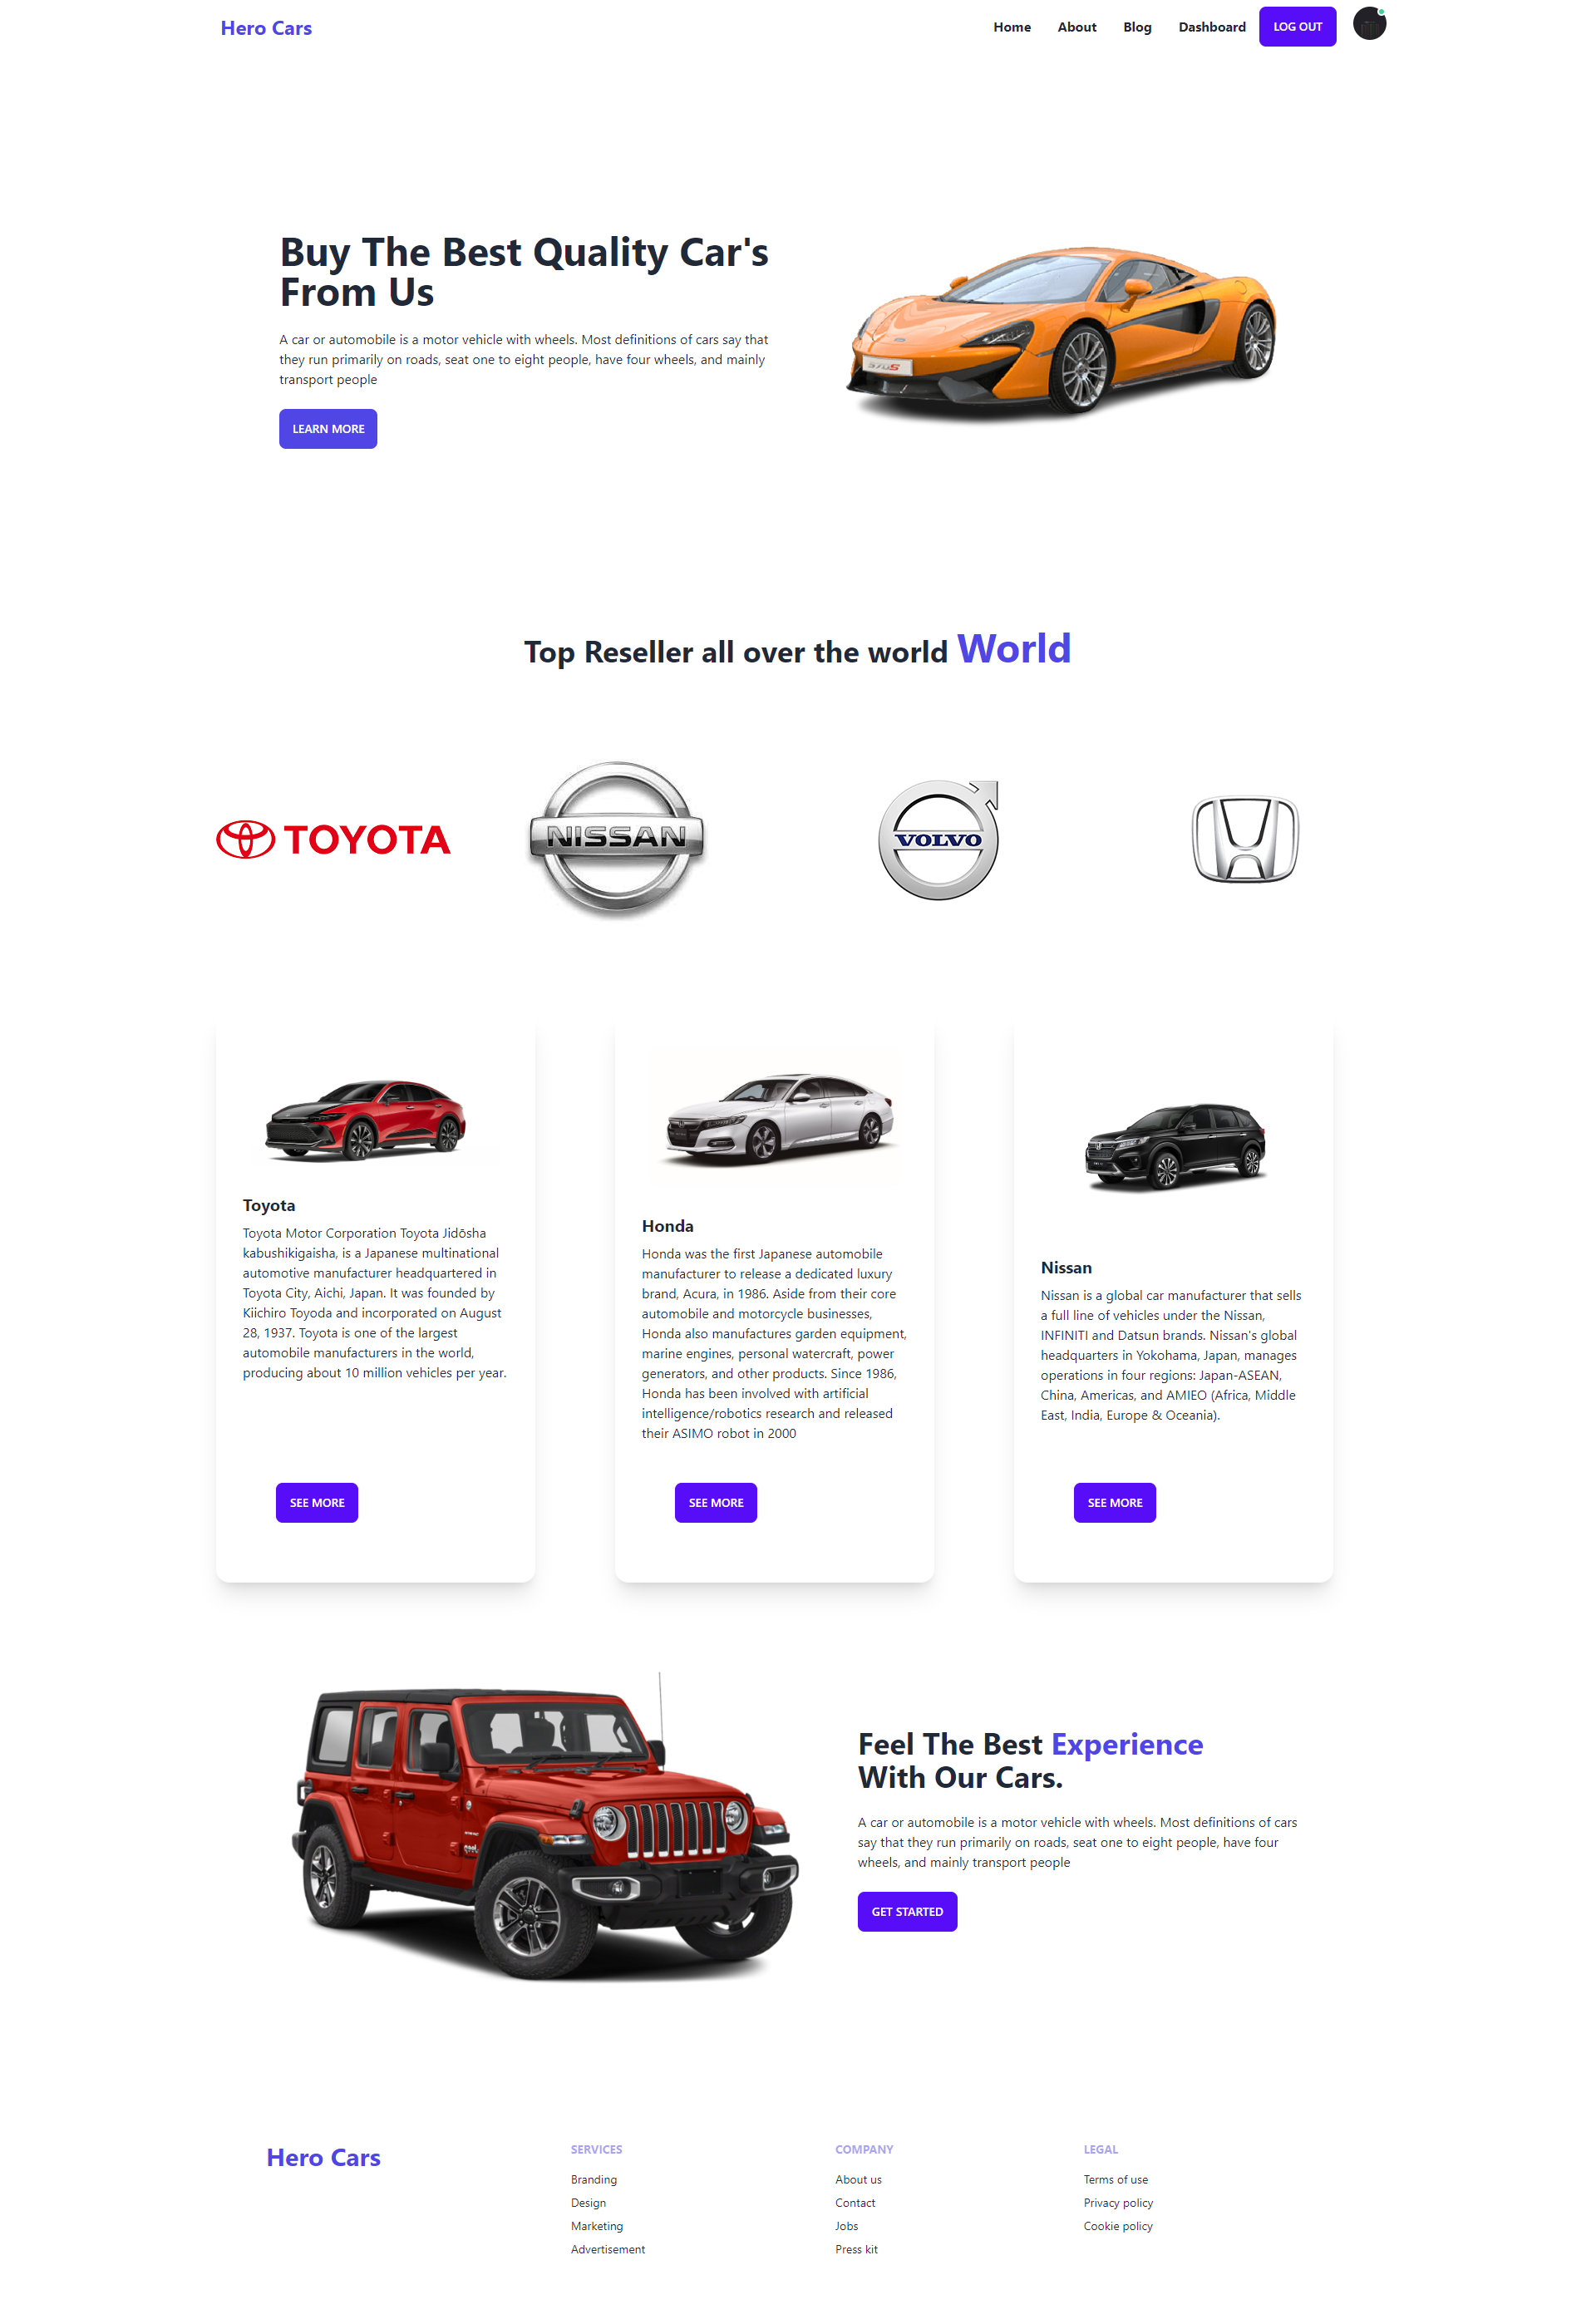 Hero Cars
Home About Blog Dashboard LOG OUT
Buy The Best Quality Car's
From Us
A car or automobile is a motor vehicle with wheels. Most definitions of cars say that
they run primarily on roads, seat one to eight people, have four wheels, and mainly
transport people
LEARN MORE
570S
Top Reseller all over the world World
TOYOTA
NISSAN
VOLVO
Toyota
Toyota Motor Corporation Toyota Jidōsha
kabushikigaisha, is a Japanese multinational
automotive manufacturer headquartered in
Toyota City, Aichi, Japan. It was founded by
Kiichiro Toyoda and incorporated on August
28, 1937. Toyota is one of the largest
automobile manufacturers in the world,
producing about 10 million vehicles per year.
SEE MORE
Honda
Honda was the first Japanese automobile
manufacturer to release a dedicated luxury
brand, Acura, in 1986. Aside from their core
automobile and motorcycle businesses,
Honda also manufactures garden equipment,
marine engines, personal watercraft, power
generators, and other products. Since 1986,
Honda has been involved with artificial
intelligence/robotics research and released
their ASIMO robot in 2000
SEE MORE
Nissan
Nissan is a global car manufacturer that sells
a full line of vehicles under the Nissan,
INFINITI and Datsun brands. Nissan's global
headquarters in Yokohama, Japan, manages
operations in four regions: Japan-ASEAN,
China, Americas, and AMIEO (Africa, Middle
East, India, Europe & Oceania).
SEE MORE
Feel The Best Experience
With Our Cars.
A car or automobile is a motor vehicle with wheels. Most definitions of cars
say that they run primarily on roads, seat one to eight people, have four
wheels, and mainly transport people
GET STARTED
Hero Cars
SERVICES
Branding
Design
Marketing
Advertisement
COMPANY
About us
Contact
Jobs
Press kit
LEGAL
Terms of use
Privacy policy
Cookie policy